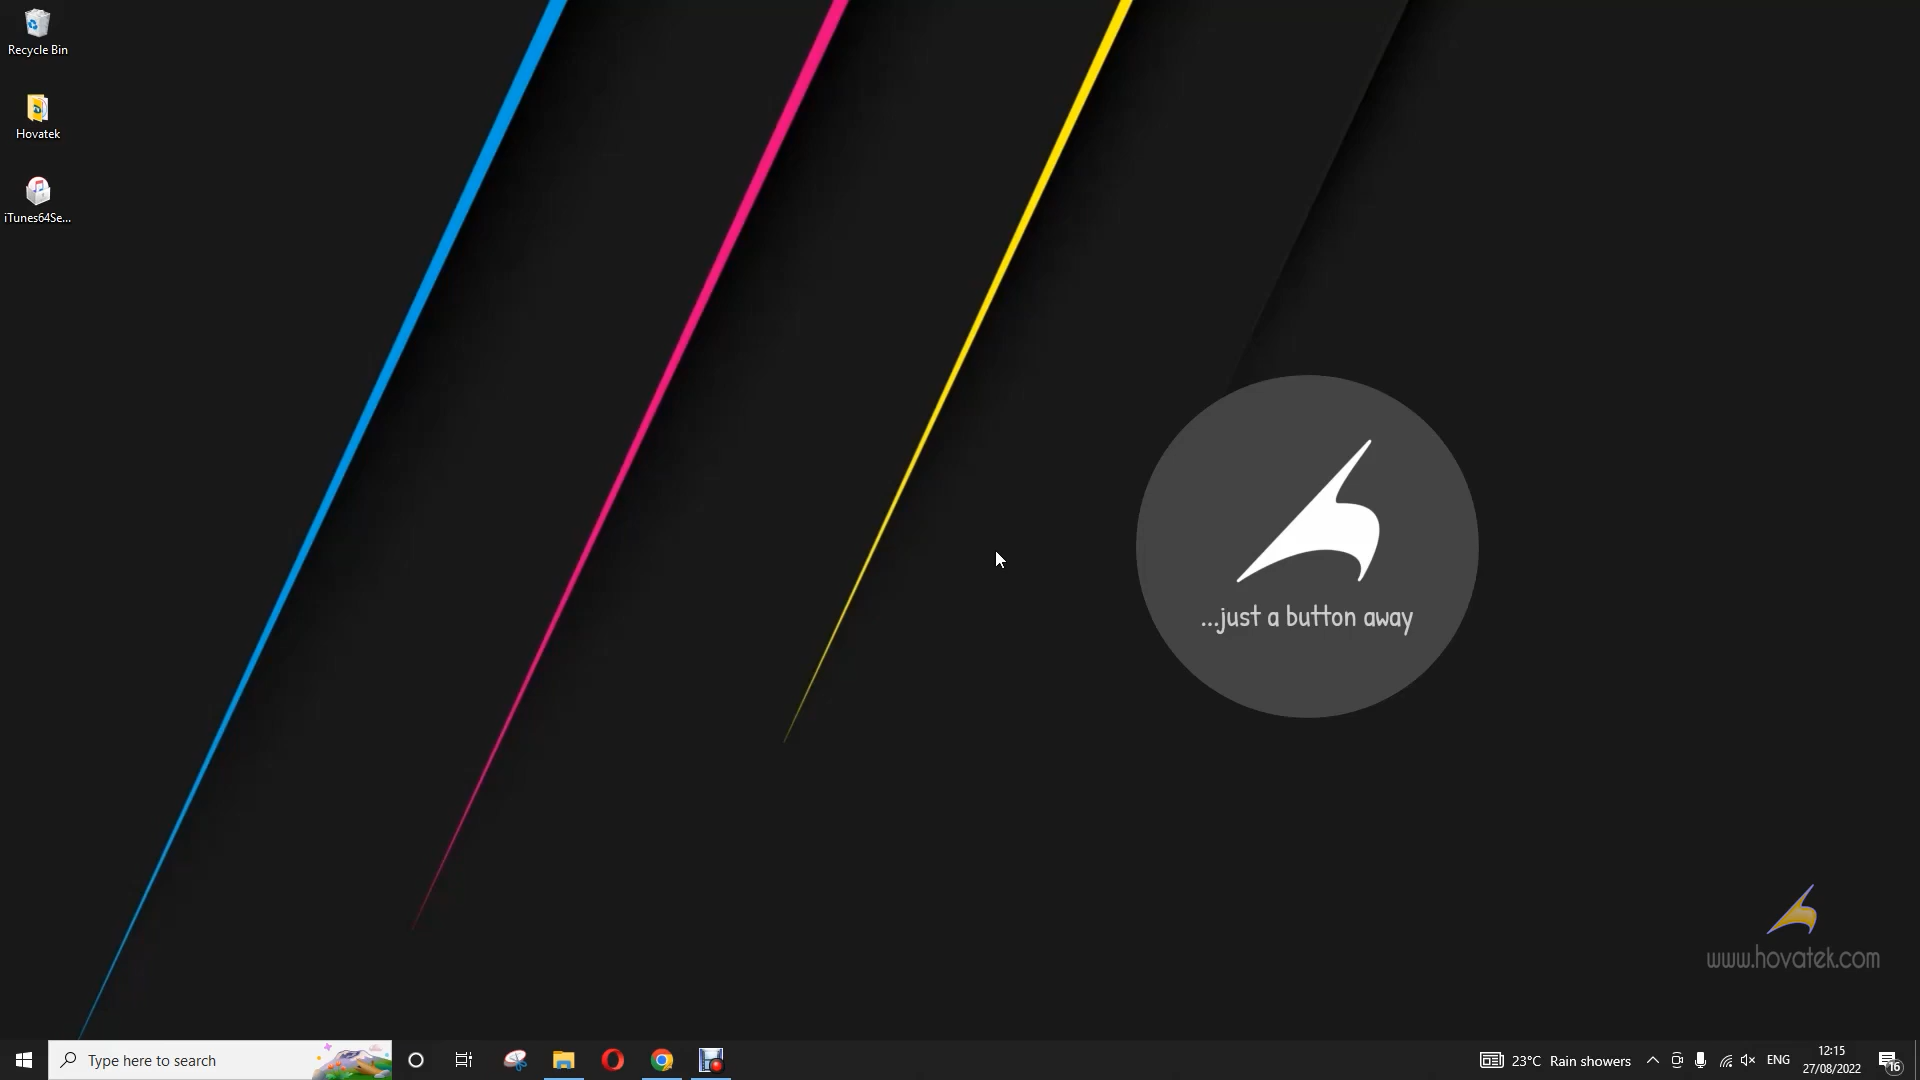 Recycle Bin
Hovatek
iTunes64Se...
...just a button away
www.hovatek.com
Type here to search
23°C Rain showers
ENG
12:15
27/08/2022
16